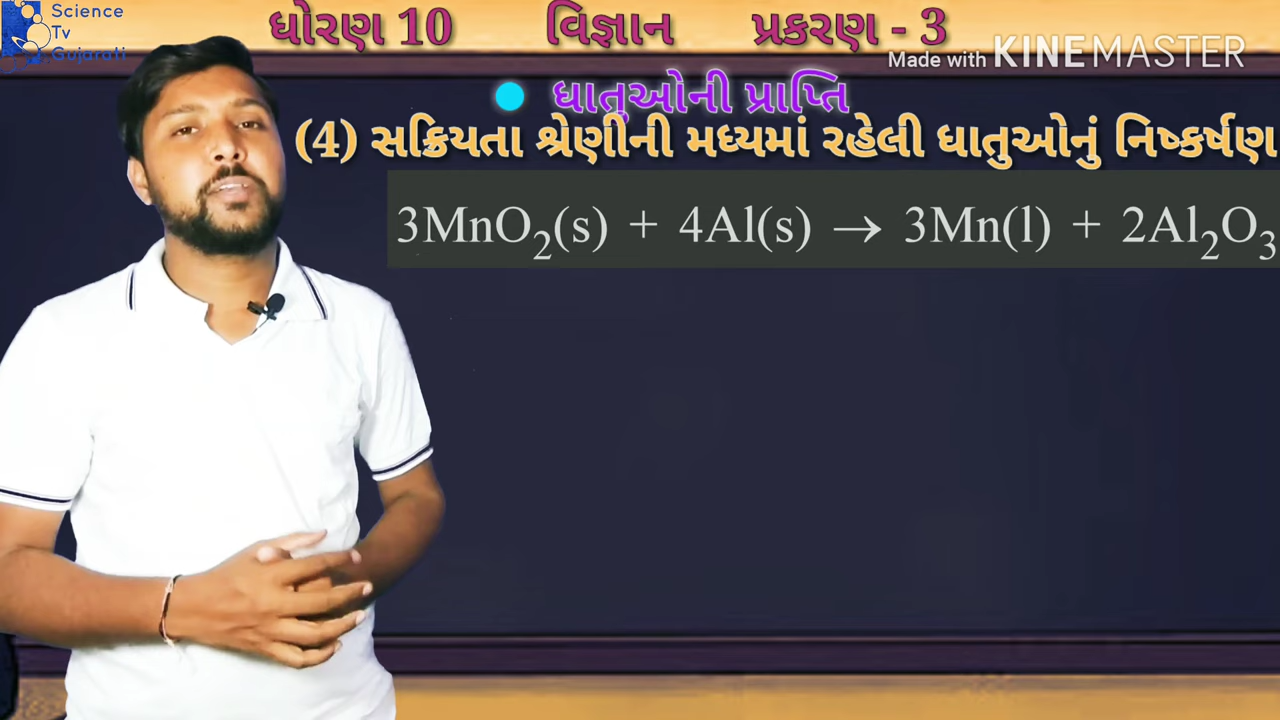 Science
Tv
Gujarati
ધોરણ 10 વિજ્ઞાન પ્રકરણ - 3
Made with KINEMASTER
ધાતુઓની પ્રાપ્તિ
(4) સક્રિયતા શ્રેણીની મધ્યમાં રહેલી ધાતુઓનું નિષ્કર્ષણ
3MnO₂(s) + 4Al(s) → 3Mn(l) + 2Al₂O₃